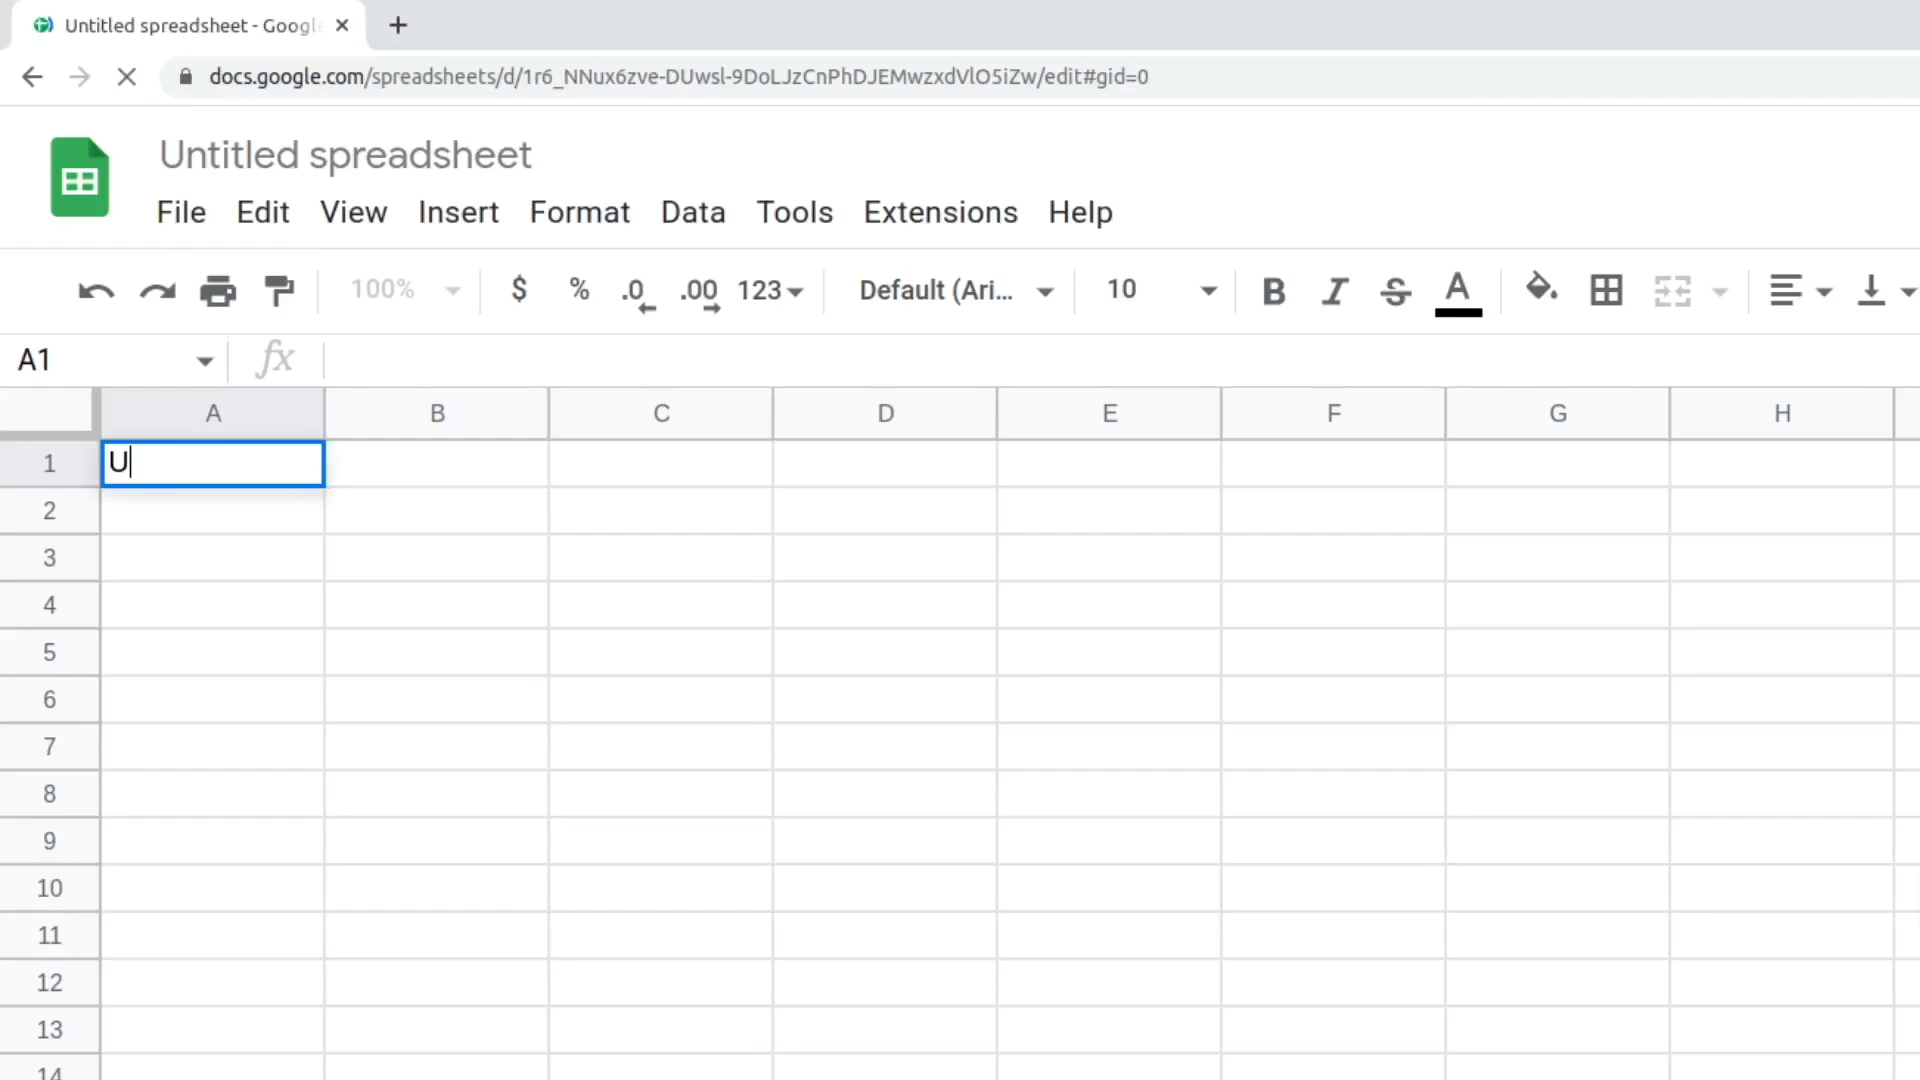 Untitled spreadsheet - Google
docs.google.com/spreadsheets/d/1r6_NNux6zve-DUwsl-9DoLJzCnPhDJEMwzxdVlO5iZw/edit#gid=0
Untitled spreadsheet
File Edit View Insert Format Data Tools Extensions Help
100% $ % .0 .00 123 Default (Ari... 10 B I S A
A1 fx
A B C D E F G H
1 U
2
3
4
5
6
7
8
9
10
11
12
13
14